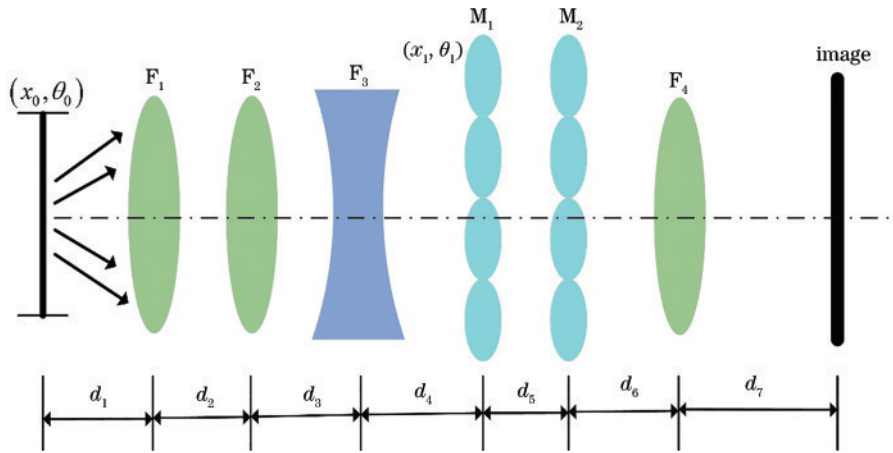 M₁ M₂
(x₁, θ₁)
image
F₁ F₂ F₃ F₄
(x₀, θ₀)
d₁ d₂ d₃ d₄ d₅ d₆ d₇